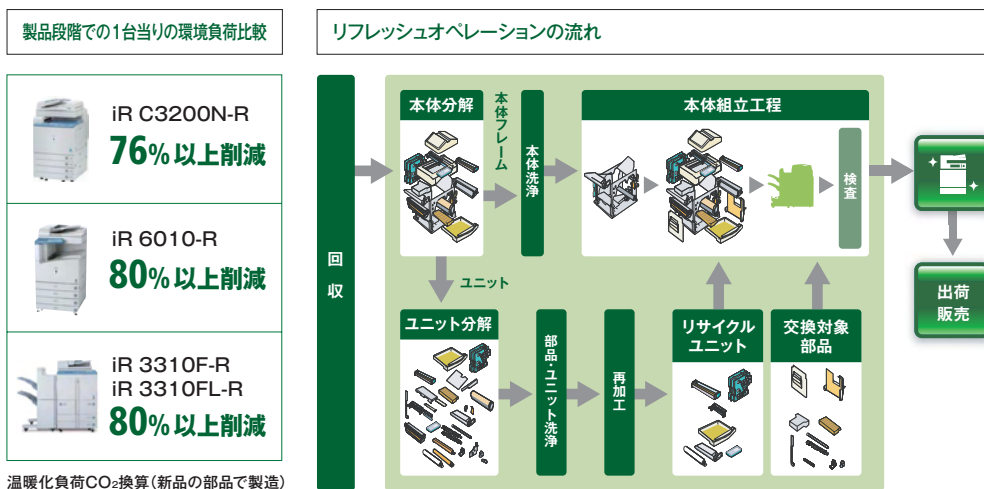 製品段階での1台当りの環境負荷比較
iR C3200N-R
76%以上削減
iR 6010-R
80%以上削減
iR 3310F-R
iR 3310FL-R
80%以上削減
温暖化負荷CO₂換算(新品の部品で製造)
リフレッシュオペレーションの流れ
回収
本体分解
本体フレーム
本体洗浄
本体組立工程
検査
ユニット
ユニット分解
部品・ユニット洗浄
再加工
リサイクル
ユニット
交換対象
部品
出荷
販売